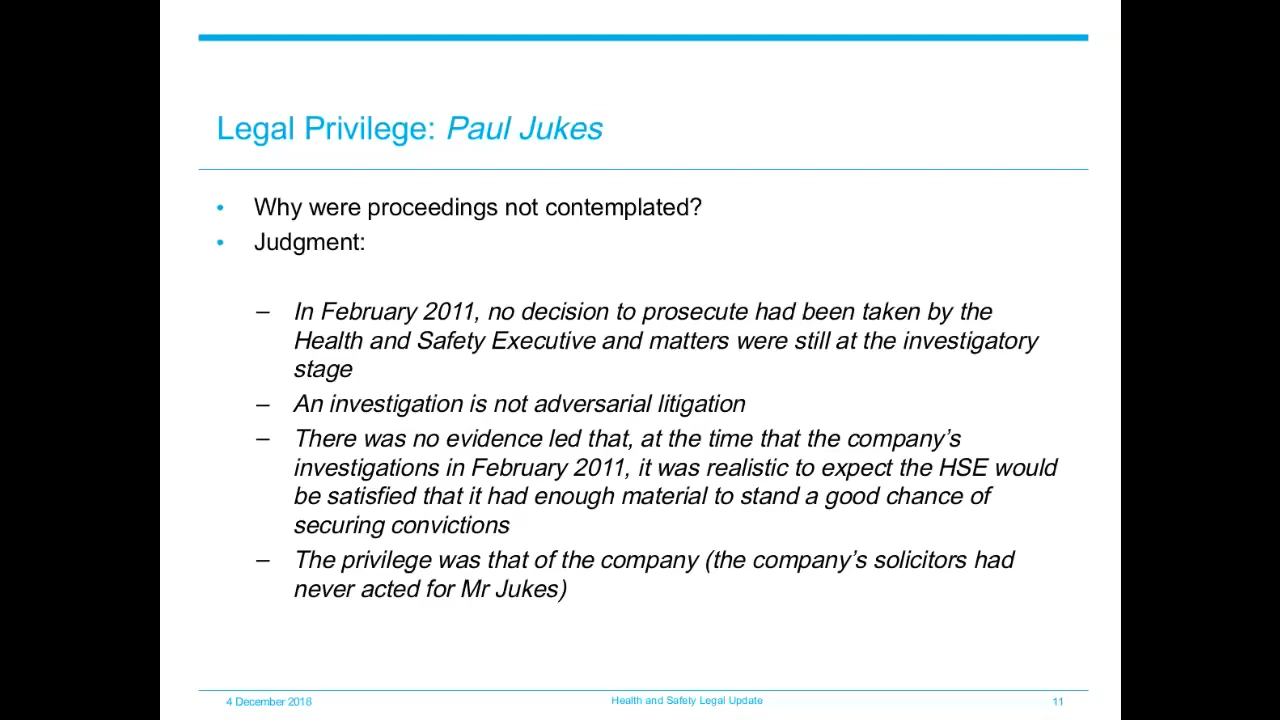 Legal Privilege: Paul Jukes
• Why were proceedings not contemplated?
• Judgment:
– In February 2011, no decision to prosecute had been taken by the
Health and Safety Executive and matters were still at the investigatory
stage
– An investigation is not adversarial litigation
– There was no evidence led that, at the time that the company’s
investigations in February 2011, it was realistic to expect the HSE would
be satisfied that it had enough material to stand a good chance of
securing convictions
– The privilege was that of the company (the company’s solicitors had
never acted for Mr Jukes)
4 December 2018
Health and Safety Legal Update
11